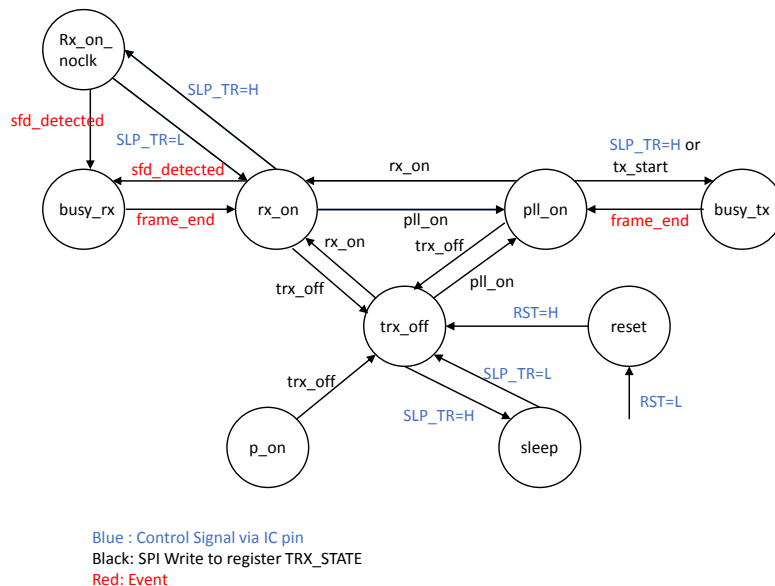 Rx_on_
noclk
SLP_TR=H
sfd_detected
SLP_TR=L
SLP_TR=H or
tx_start
sfd_detected
rx_on
busy_rx
rx_on
pll_on
busy_tx
frame_end
pll_on
frame_end
rx_on
trx_off
trx_off
pll_on
RST=H
trx_off
reset
trx_off
SLP_TR=L
SLP_TR=H
RST=L
p_on
sleep
Blue : Control Signal via IC pin
Black: SPI Write to register TRX_STATE
Red: Event